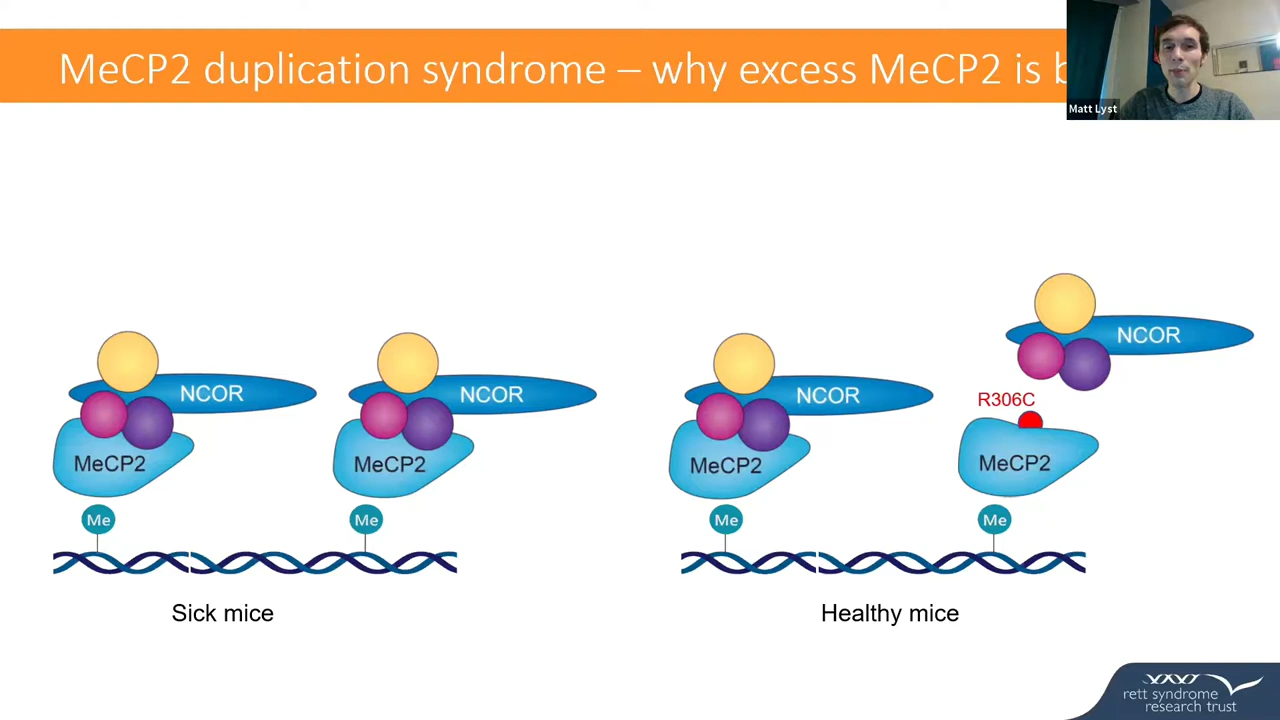 MeCP2 duplication syndrome – why excess MeCP2 is
Matt Lyst
NCOR
NCOR
NCOR
NCOR
R306C
MeCP2
MeCP2
MeCP2
MeCP2
Me
Me
Me
Me
Sick mice
Healthy mice
rett syndrome
research trust